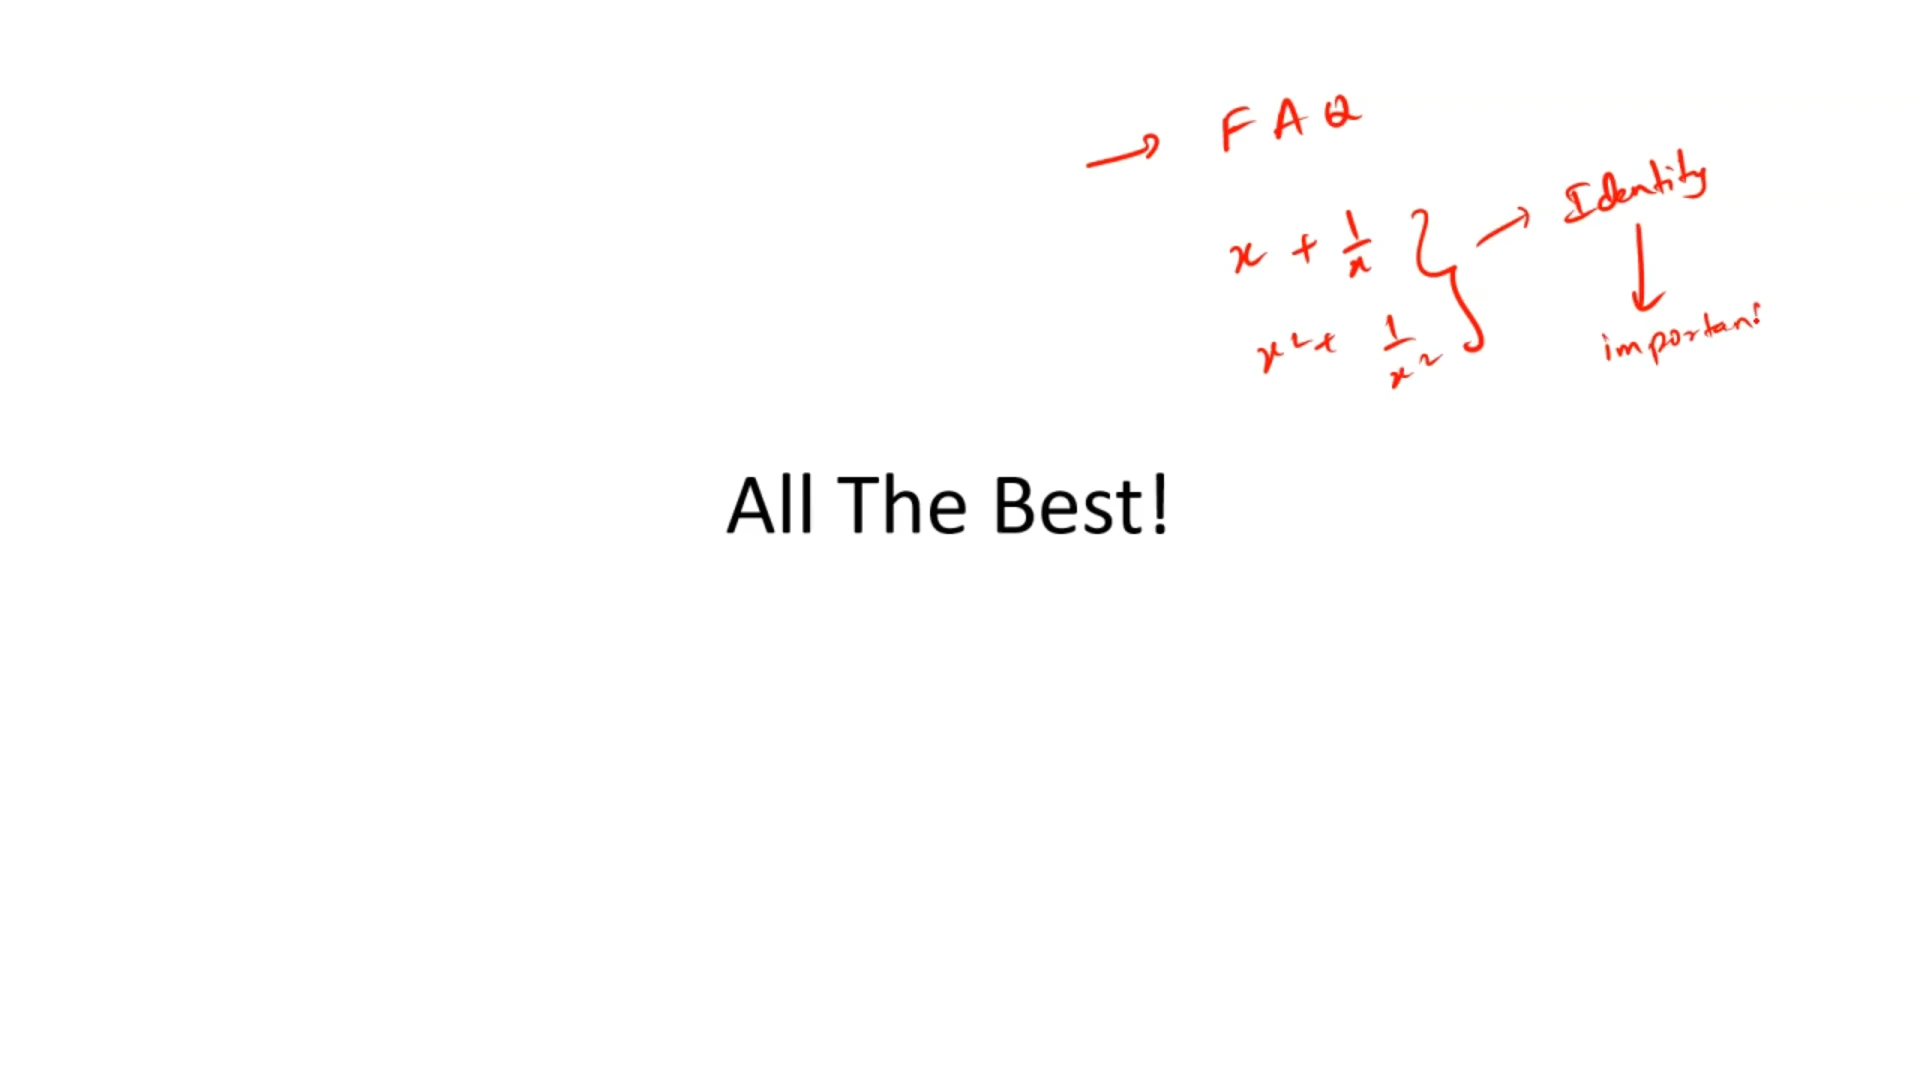 → FAQ
x + 1/x } → Identity
x² + 1/x²
↓
important
All The Best!